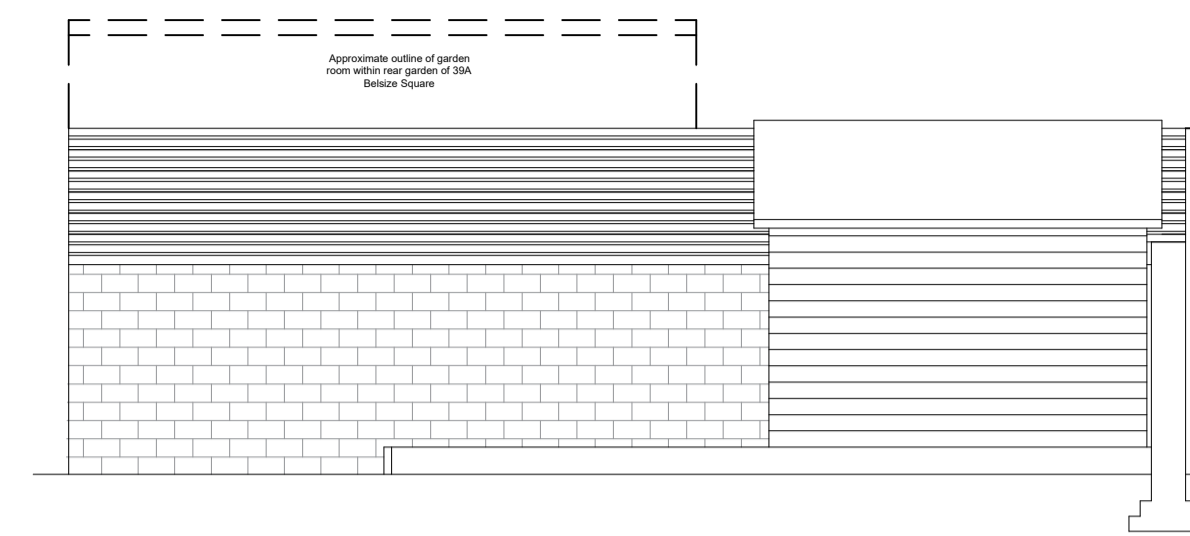 Approximate outline of garden
room within rear garden of 39A
Belsize Square